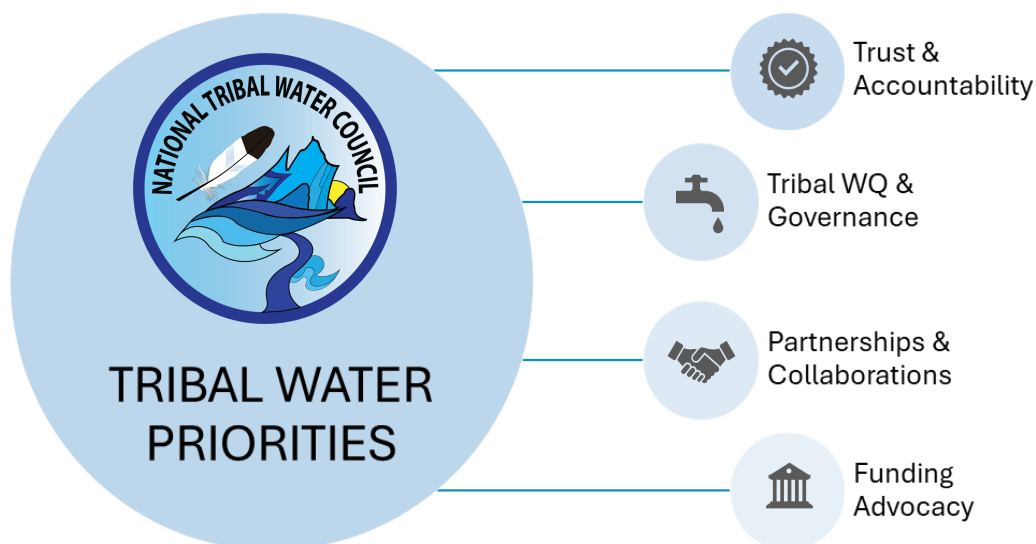 NATIONAL TRIBAL WATER COUNCIL
TRIBAL WATER
PRIORITIES
Trust &
Accountability
Tribal WQ &
Governance
Partnerships &
Collaborations
Funding
Advocacy